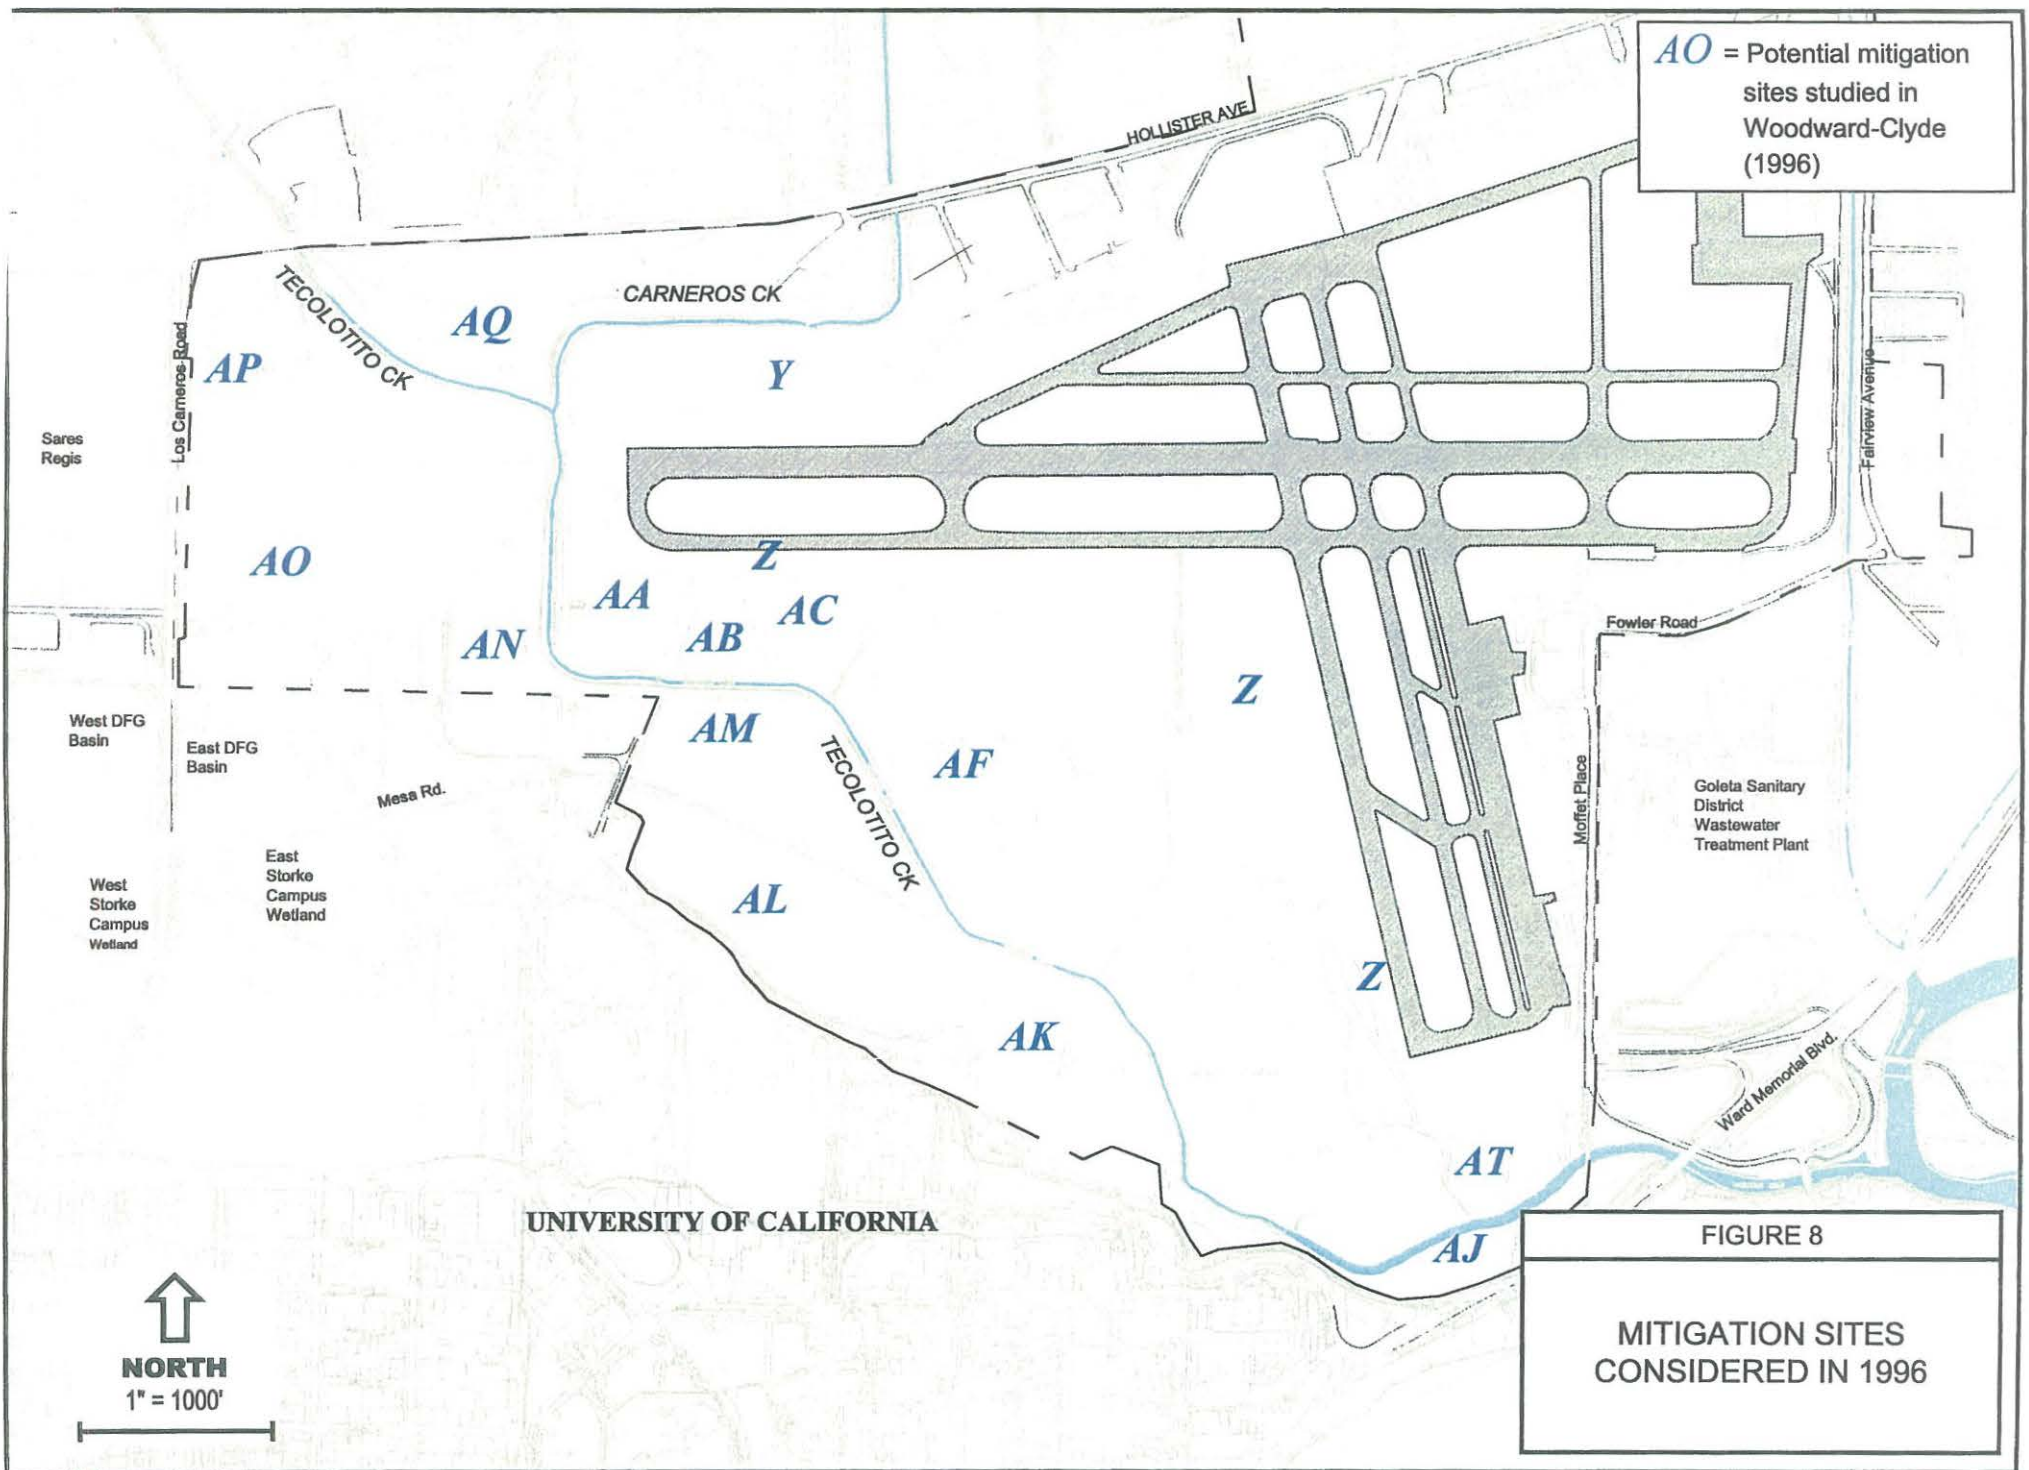 AO = Potential mitigation
sites studied in
Woodward-Clyde
(1996)
HOLLISTER AVE
TECOLOTITO CK
CARNEROS CK
AQ
AP
Y
Los Carneros Road
Fairview Avenue
Sares
Regis
AO
Z
AA
AC
AB
AN
Fowler Road
Z
West DFG
Basin
East DFG
Basin
AM
TECOLOTITO CK
AF
Mesa Rd.
Moffet Place
Goleta Sanitary
District
Wastewater
Treatment Plant
West
Storke
Campus
Wetland
East
Storke
Campus
Wetland
AL
Z
AK
Ward Memorial Blvd.
AT
UNIVERSITY OF CALIFORNIA
AJ
FIGURE 8
MITIGATION SITES
CONSIDERED IN 1996
NORTH
1" = 1000'